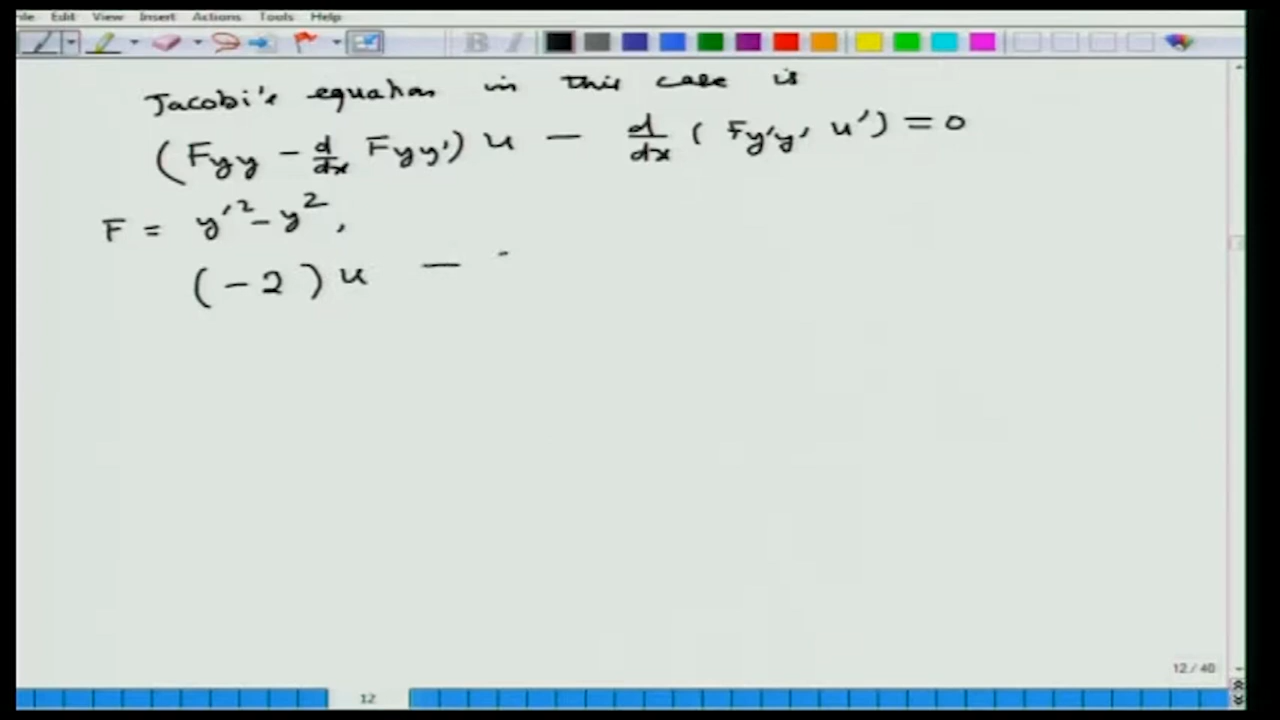 File Edit View Insert Actions Tools Help
Jacobi's equation in this case is
(Fyy - d/dx Fyy') u - d/dx (Fy'y' u') = 0
F = y'² - y²,
(-2) u -
12 / 40
12